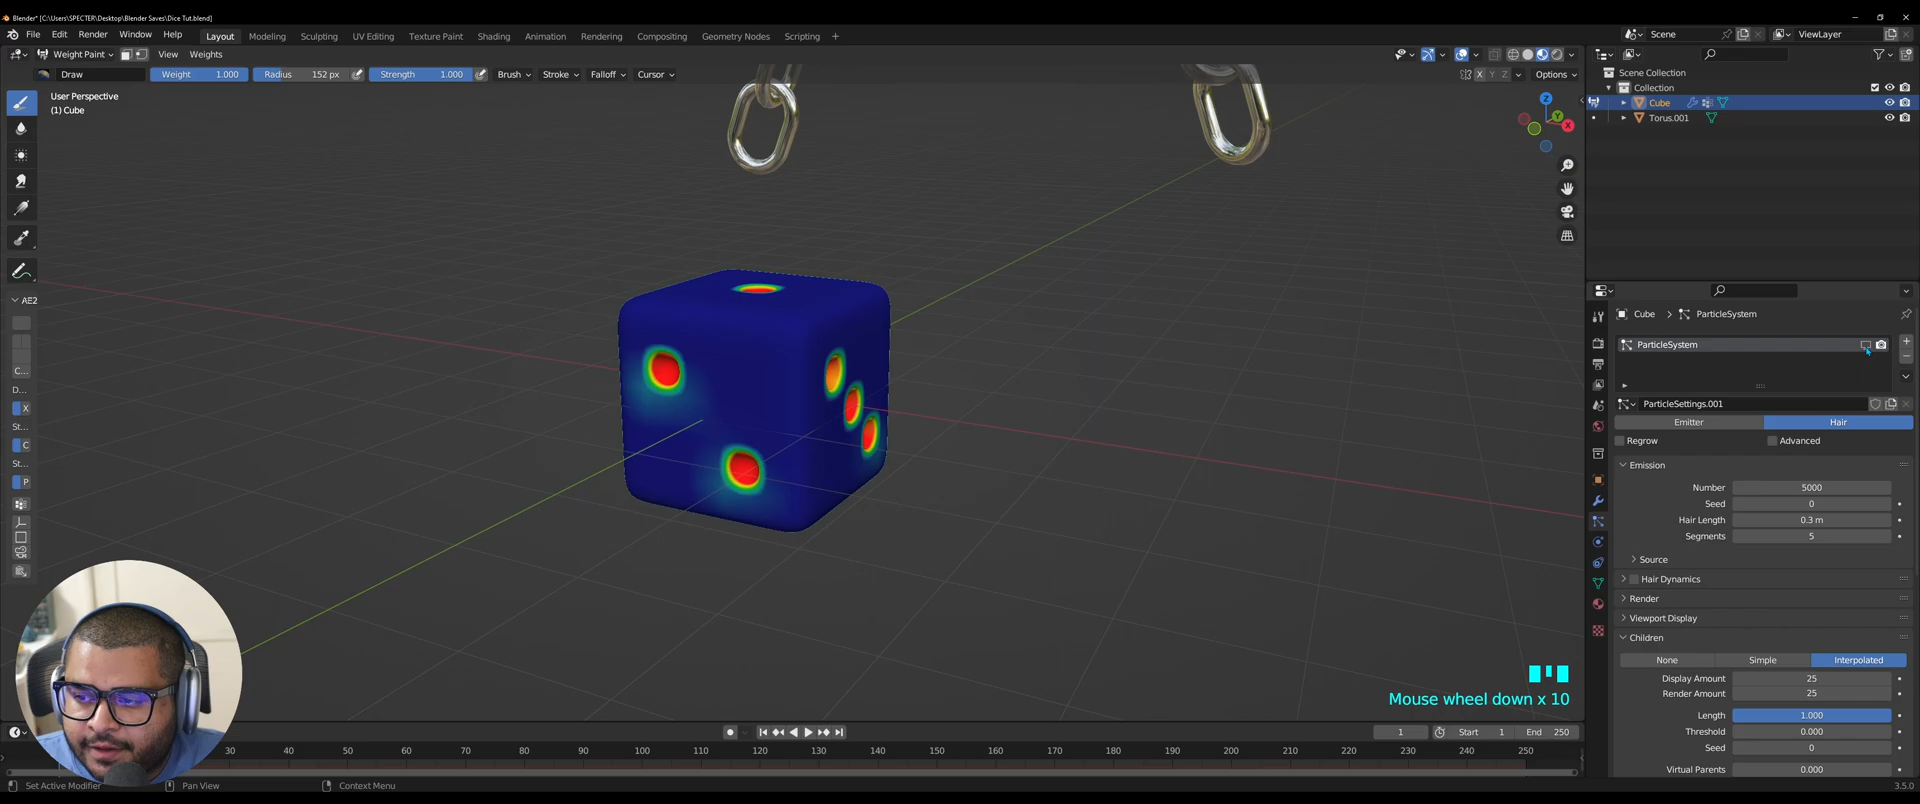 Blender* [C:\Users\SPECTER\Desktop\Blender Saves\Dice Tut.blend]
File Edit Render Window Help Layout Modeling Sculpting UV Editing Texture Paint Shading Animation Rendering Compositing Geometry Nodes Scripting + Scene ViewLayer
Weight Paint View Weights
Draw Weight 1.000 Radius 152 px Strength 1.000 Brush Stroke Falloff Cursor X Y Z Options
User Perspective
(1) Cube
Z
Y
X
AE2
C...
D...
X
St...
C
St...
P
Scene Collection
Collection
Cube
Torus.001
Cube > ParticleSystem
ParticleSystem
ParticleSettings.001
Emitter Hair
Regrow Advanced
Emission
Number 5000
Seed 0
Hair Length 0.3 m
Segments 5
Source
Hair Dynamics
Render
Viewport Display
Children
None Simple Interpolated
Display Amount 25
Render Amount 25
Length 1.000
Threshold 0.000
Seed 0
Virtual Parents 0.000
Mouse wheel down x 10
1 Start 1 End 250
30 40 50 60 70 80 90 100 110 120 130 140 150 160 170 180 190 200 210 220 230 240 250
Set Active Modifier Pan View Context Menu 3.5.0